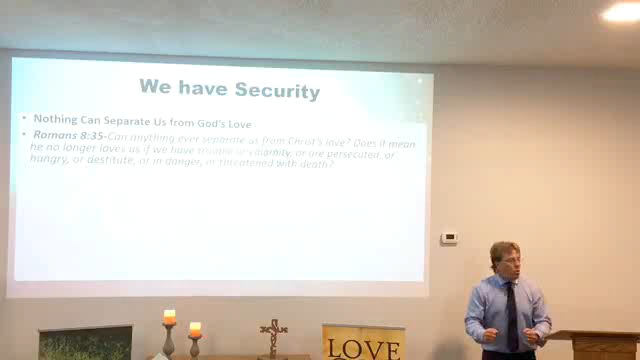 We have Security
• Nothing Can Separate Us from God's Love
• Romans 8:35-Can anything ever separate us from Christ's love? Does it mean
he no longer loves us if we have trouble or calamity, or are persecuted, or
hungry, or destitute, or in danger, or threatened with death?
LOVE